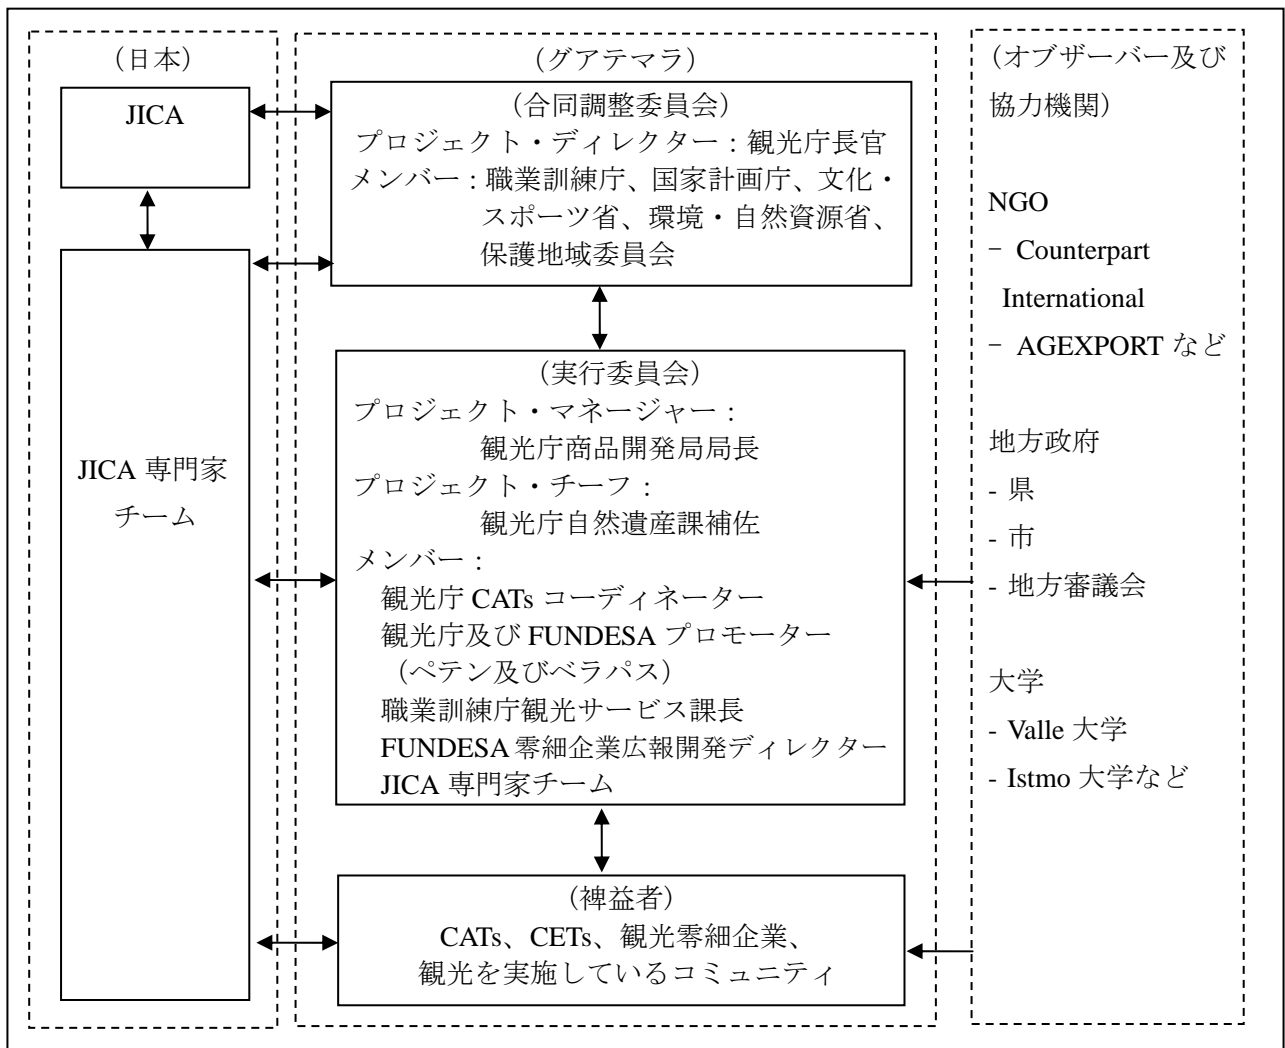 （日本）
JICA
JICA 専門家
チーム
（グアテマラ）
（合同調整委員会）
プロジェクト・ディレクター：観光庁長官
メンバー：職業訓練庁、国家計画庁、文化・
スポーツ省、環境・自然資源省、
保護地域委員会
（実行委員会）
プロジェクト・マネージャー：
観光庁商品開発局局長
プロジェクト・チーフ：
観光庁自然遺産課補佐
メンバー：
観光庁 CATs コーディネーター
観光庁及び FUNDESA プロモーター
（ペテン及びベラパス）
職業訓練庁観光サービス課長
FUNDESA 零細企業広報開発ディレクター
JICA 専門家チーム
（裨益者）
CATs、CETs、観光零細企業、
観光を実施しているコミュニティ
（オブザーバー及び
協力機関）
NGO
− Counterpart
International
− AGEXPORT など
地方政府
- 県
- 市
- 地方審議会
大学
- Valle 大学
- Istmo 大学など